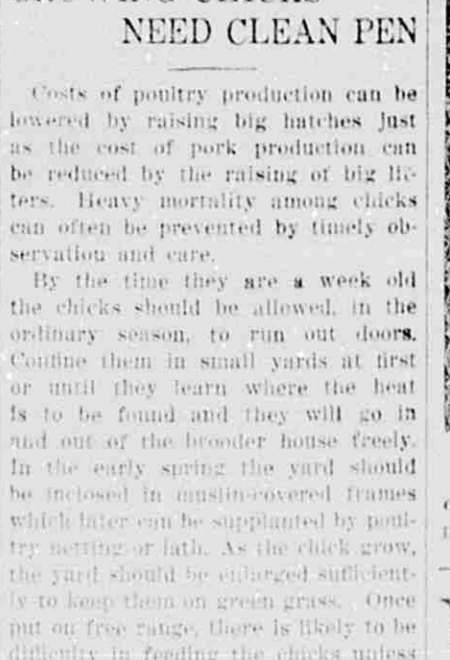 GROWING CHICKS
NEED CLEAN PEN
Costs of poultry production can be
lowered by raising big hatches just
as the cost of pork production can
be reduced by the raising of big lit-
ters. Heavy mortality among chicks
can often be prevented by timely ob-
servation and care.
By the time they are a week old
the chicks should be allowed, in the
ordinary season, to run out doors.
Confine them in small yards at first
or until they learn where the heat
is to be found and they will go in
and out of the brooder house freely.
In the early spring the yard should
be inclosed in muslin-covered frames
which later can be supplanted by poul-
try netting or lath. As the chick grow,
the yard should be enlarged sufficient-
ly to keep them on green grass. Once
put on free range, there is likely to be
difficulty in feeding the chicks unless